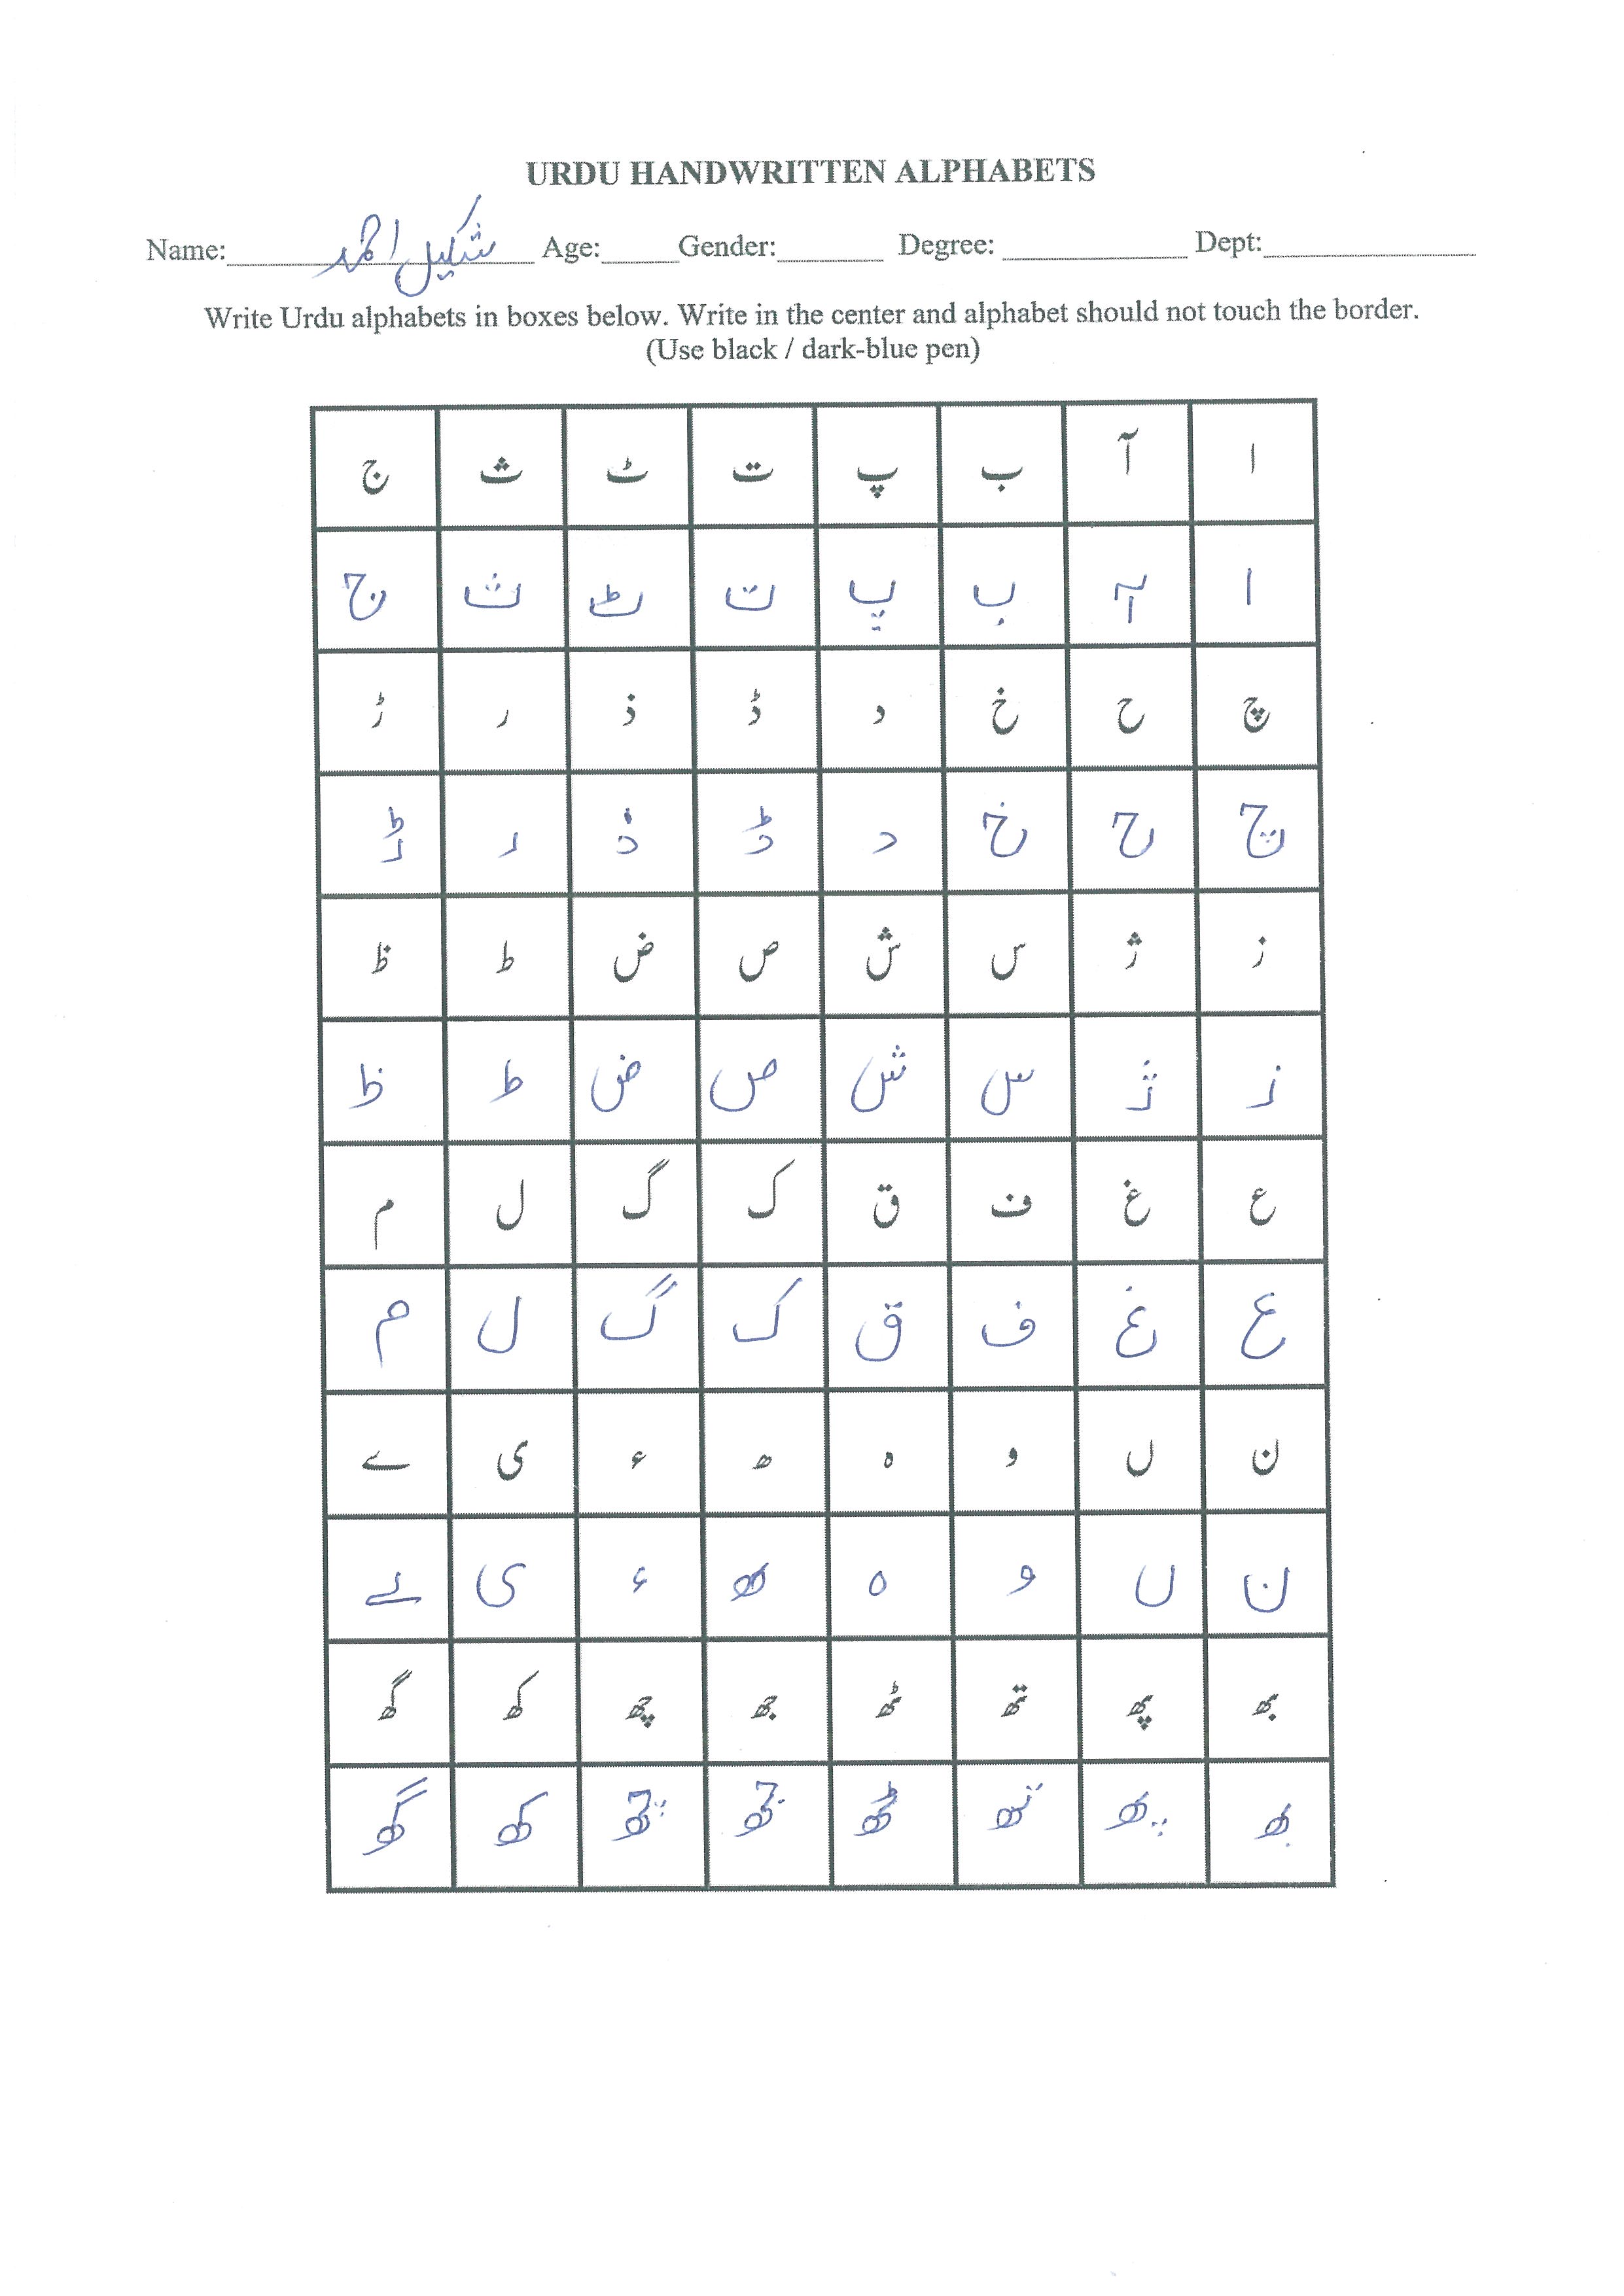 URDU HANDWRITTEN ALPHABETS
Name: شکیل احمد Age: Gender: Degree: Dept:
Write Urdu alphabets in boxes below. Write in the center and alphabet should not touch the border.
(Use black / dark-blue pen)
ا آ ب پ ت ٹ ث ج
ا آ ب پ ت ٹ ث ج
چ ح خ د ڈ ذ ر ڑ
چ ح خ د ڈ ذ ر ڑ
ز ژ س ش ص ض ط ظ
ز ژ س ش ص ض ط ظ
ع غ ف ق ک گ ل م
ع غ ف ق ک گ ل م
ن ں و ہ ھ ء ی ے
ن ں و ہ ھ ء ی ے
بھ پھ تھ ٹھ جھ چھ کھ گھ
بھ پھ تھ ٹھ جھ چھ کھ گھ